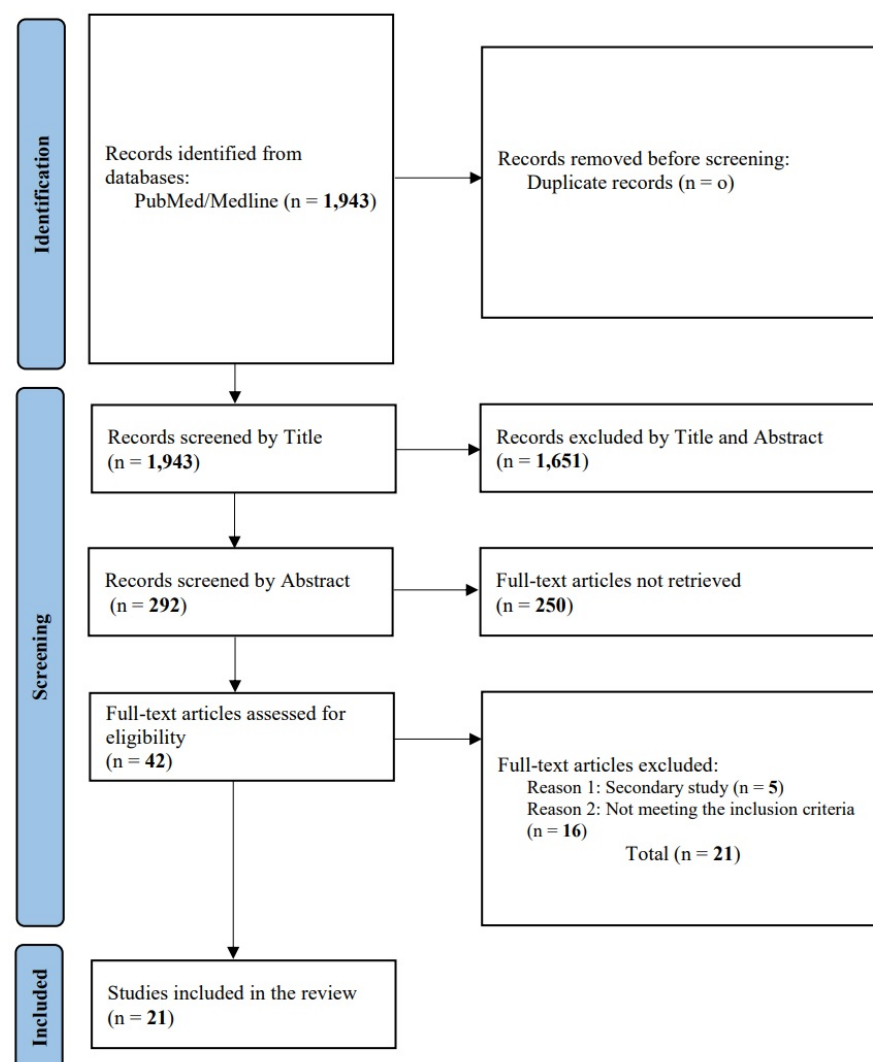 Identification
Records identified from
databases:
PubMed/Medline (n = 1,943)
Records removed before screening:
Duplicate records (n = o)
Screening
Records screened by Title
(n = 1,943)
Records excluded by Title and Abstract
(n = 1,651)
Records screened by Abstract
(n = 292)
Full-text articles not retrieved
(n = 250)
Full-text articles assessed for
eligibility
(n = 42)
Full-text articles excluded:
Reason 1: Secondary study (n = 5)
Reason 2: Not meeting the inclusion criteria
(n = 16)
Total (n = 21)
Included
Studies included in the review
(n = 21)